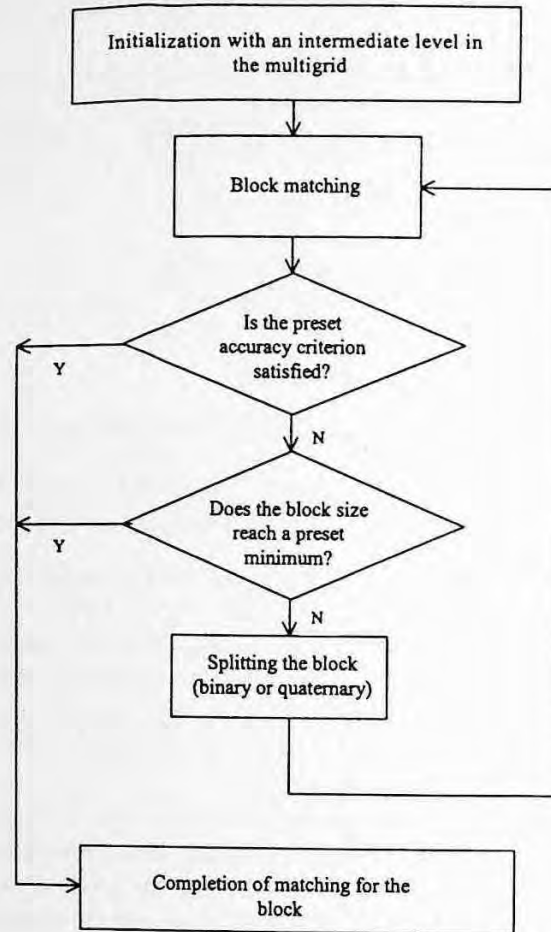 Initialization with an intermediate level in
the multigrid
Block matching
Is the preset
accuracy criterion
satisfied?
Y
N
Does the block size
reach a preset
minimum?
Y
N
Splitting the block
(binary or quaternary)
Completion of matching for the
block